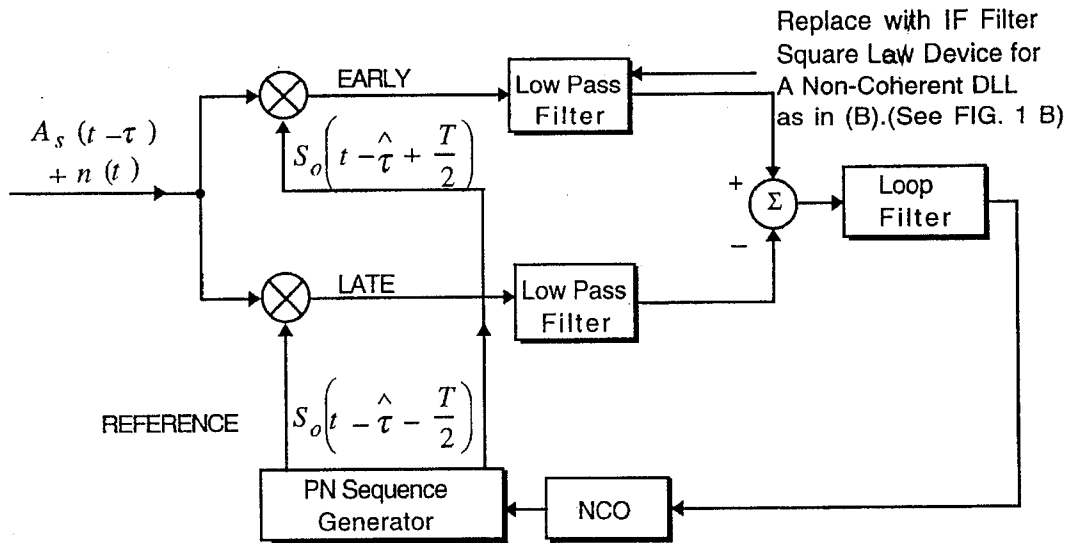 Replace with IF Filter
Square Law Device for
A Non-Coherent DLL
as in (B).(See FIG. 1 B)
EARLY
Low Pass
Filter
A_s (t - τ)
+ n (t)
S_o(t - τ̂ + T/2)
+
Σ
−
Loop
Filter
LATE
Low Pass
Filter
REFERENCE
S_o(t - τ̂ - T/2)
PN Sequence
Generator
NCO